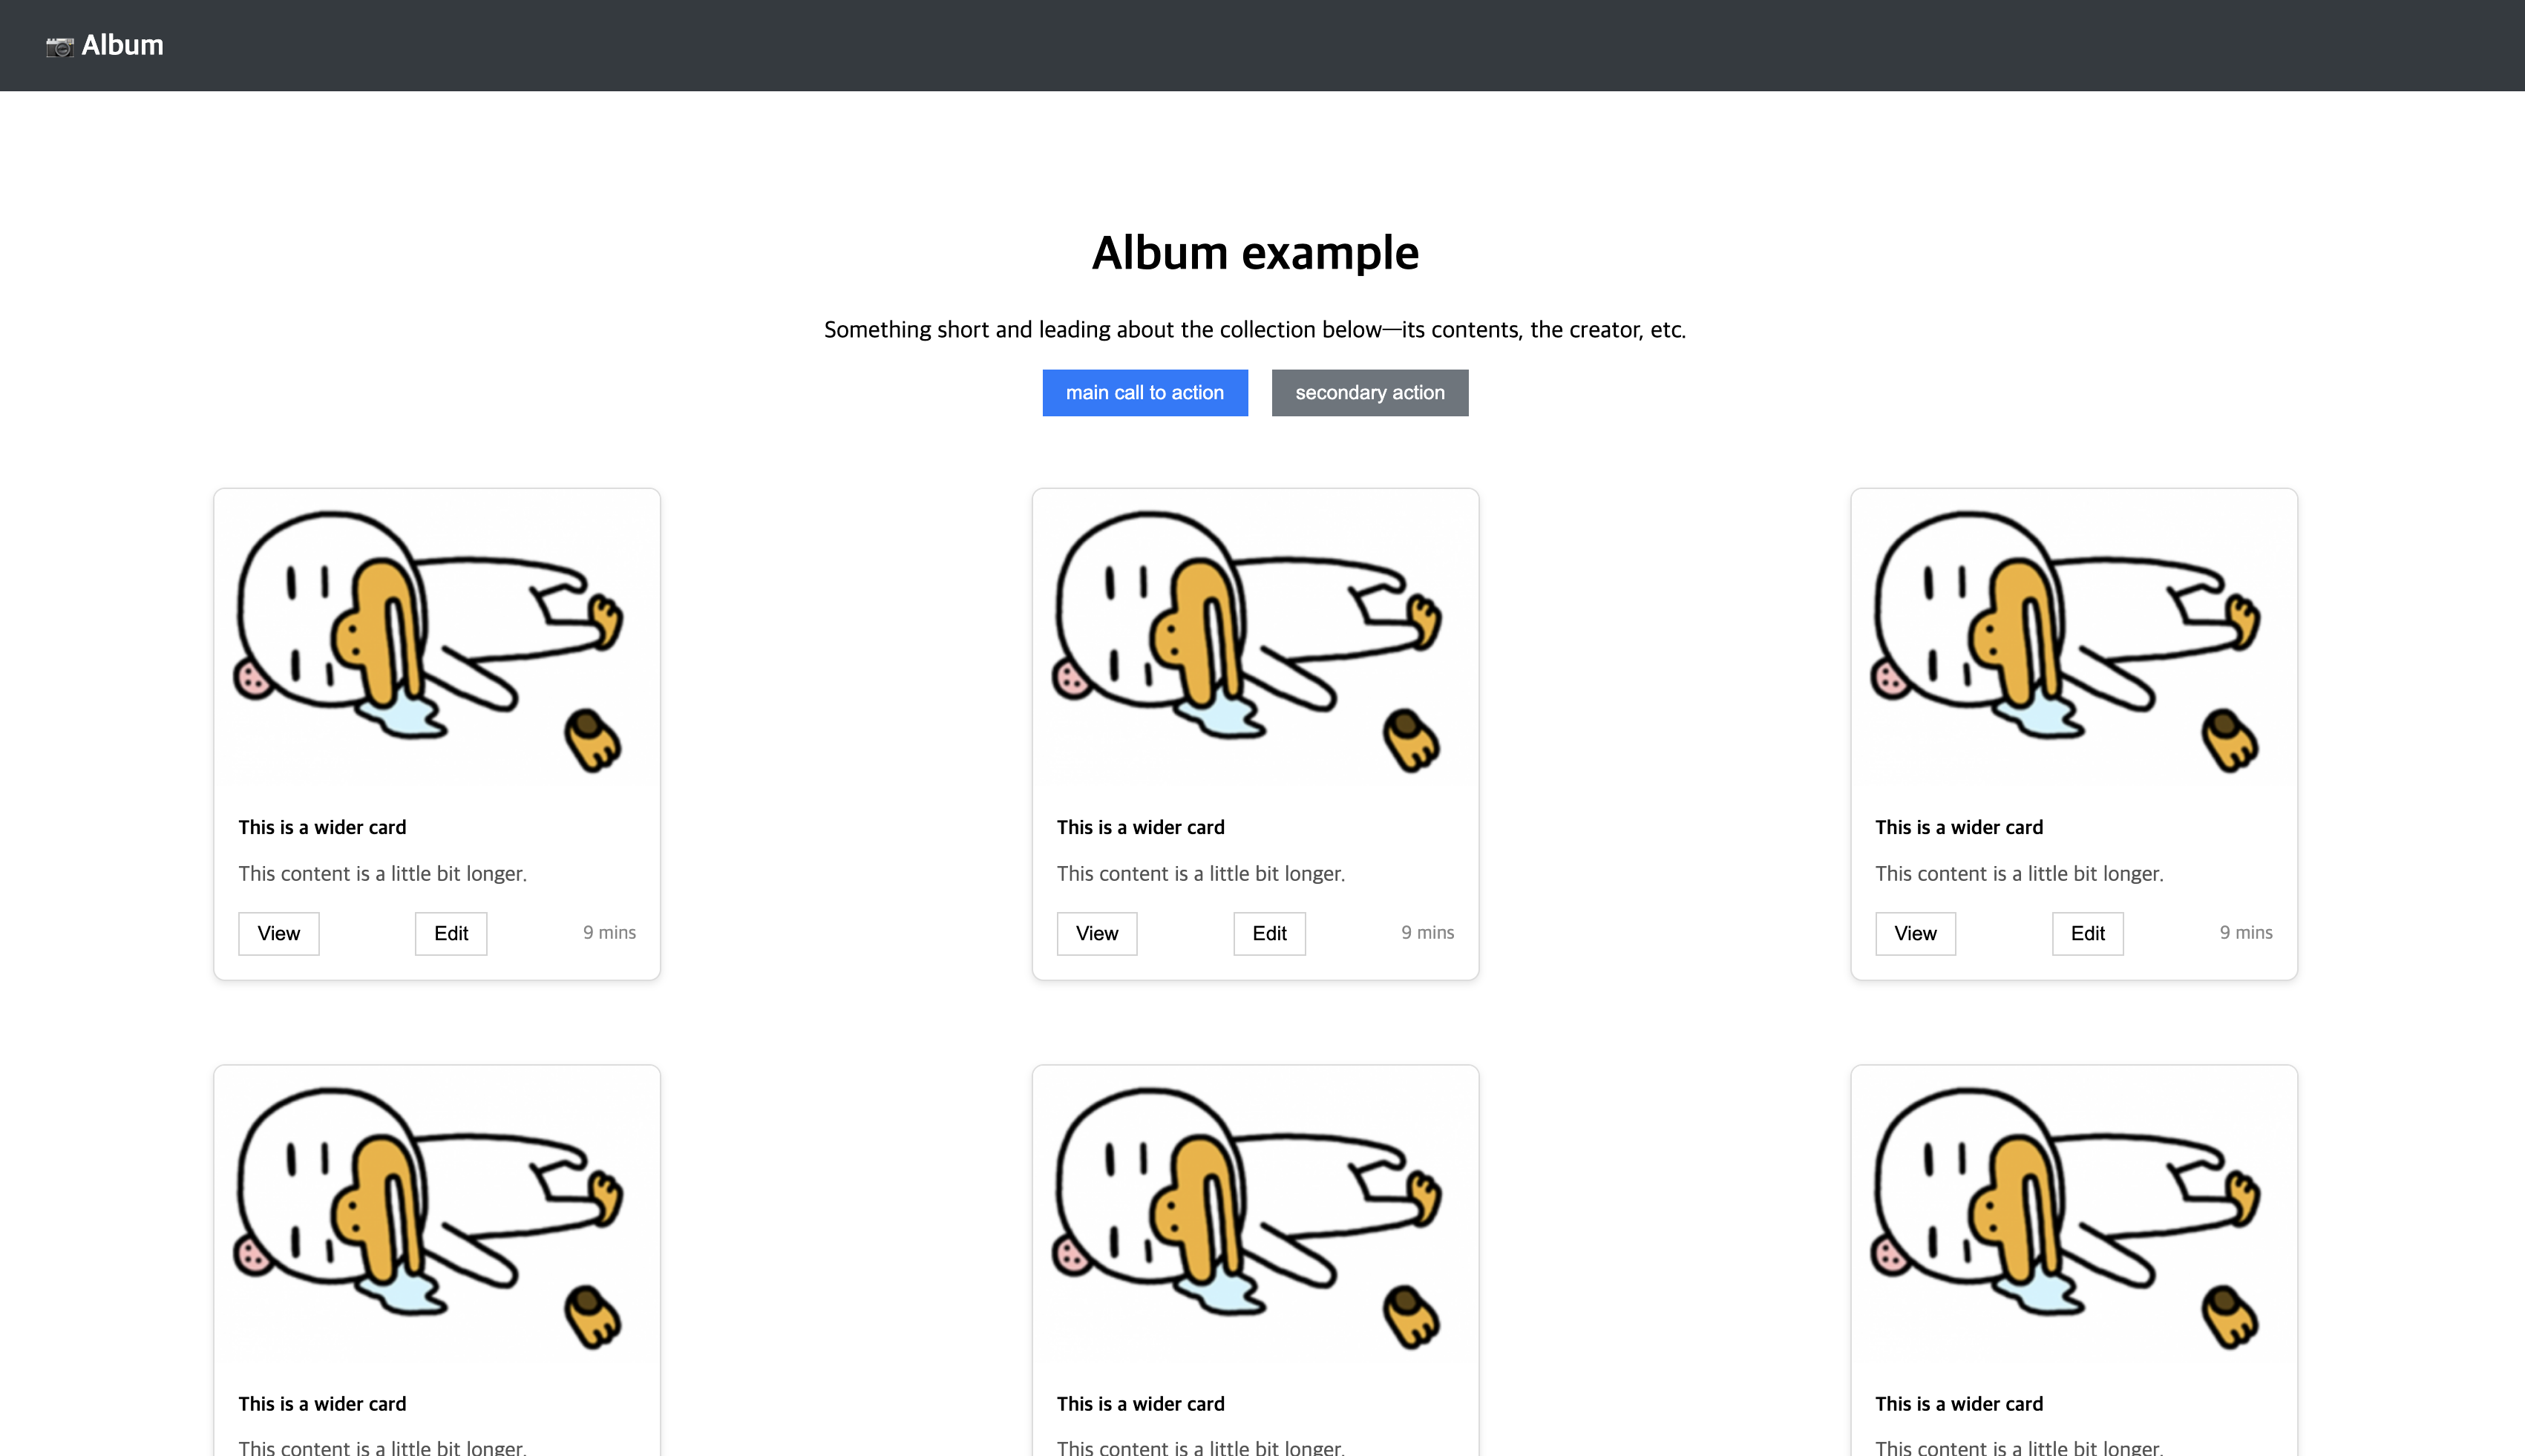 📷 Album
Album example
Something short and leading about the collection below—its contents, the creator, etc.
main call to action secondary action
This is a wider card
This content is a little bit longer.
View Edit 9 mins
This is a wider card
This content is a little bit longer.
View Edit 9 mins
This is a wider card
This content is a little bit longer.
View Edit 9 mins
This is a wider card
This content is a little bit longer.
This is a wider card
This content is a little bit longer.
This is a wider card
This content is a little bit longer.